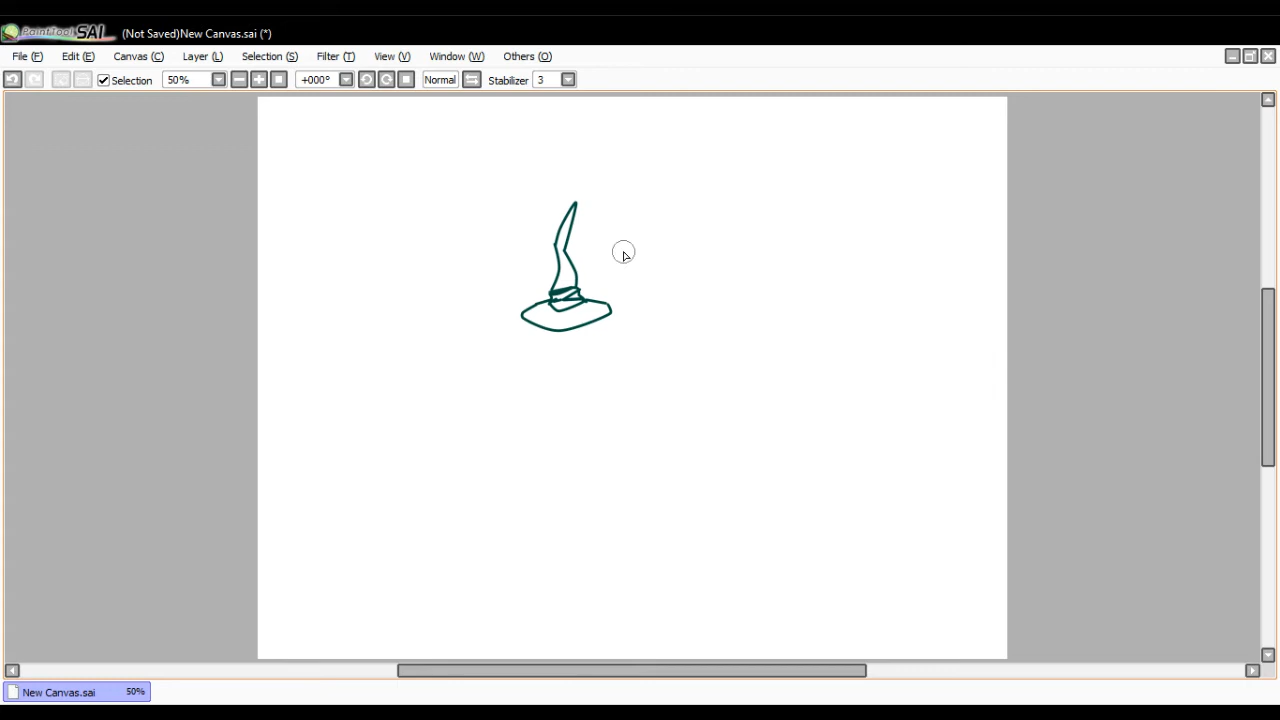 PaintTool SAI (Not Saved)New Canvas.sai (*)
File (F) Edit (E) Canvas (C) Layer (L) Selection (S) Filter (T) View (V) Window (W) Others (O)
Selection 50% +000° Normal Stabilizer 3
New Canvas.sai 50%